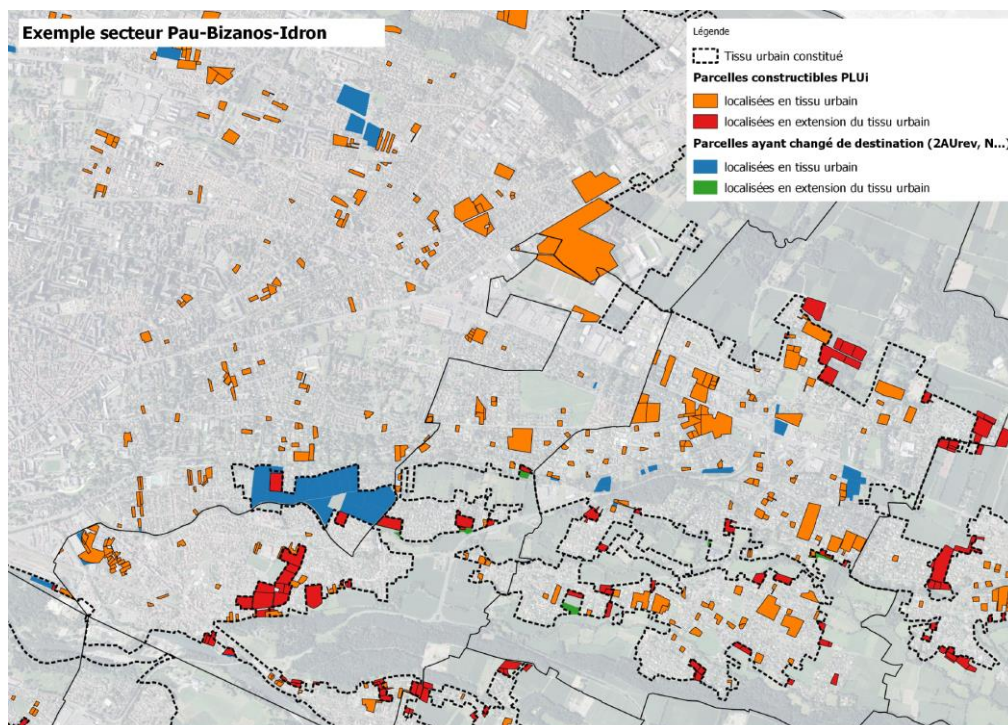 Exemple secteur Pau-Bizanos-Idron
Légende
Tissu urbain constitué
Parcelles constructibles PLUi
localisées en tissu urbain
localisées en extension du tissu urbain
Parcelles ayant changé de destination (2AUrev, N...)
localisées en tissu urbain
localisées en extension du tissu urbain